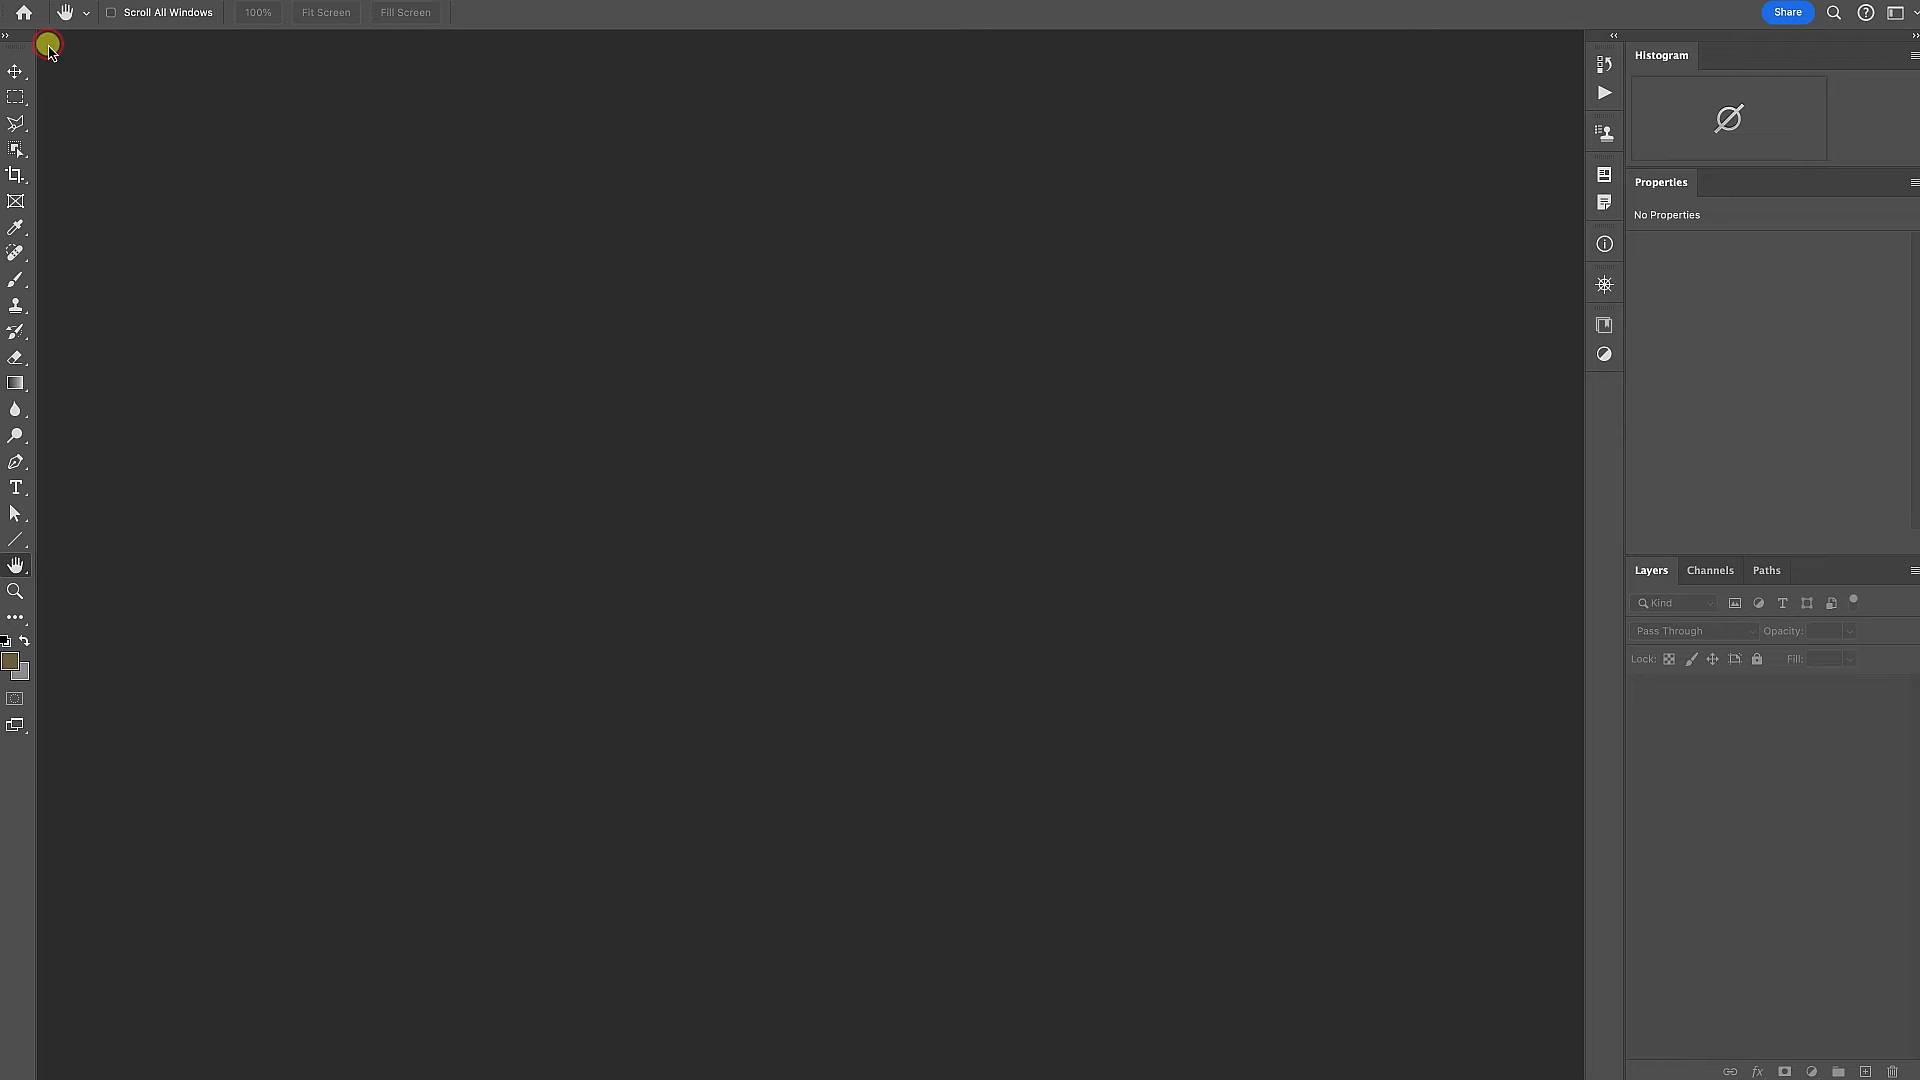 Scroll All Windows
100%
Fit Screen
Fill Screen
Share
Histogram
Properties
No Properties
Layers
Channels
Paths
Kind
Pass Through
Opacity:
Lock:
Fill:
fx